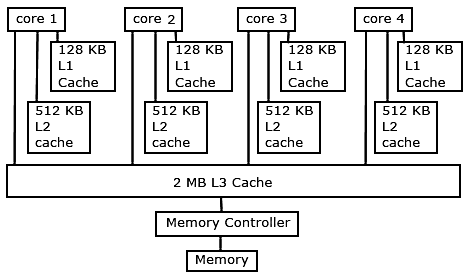 core 1
core 2
core 3
core 4
128 KB
L1
Cache
128 KB
L1
Cache
128 KB
L1
Cache
128 KB
L1
Cache
512 KB
L2
cache
512 KB
L2
cache
512 KB
L2
cache
512 KB
L2
cache
2 MB L3 Cache
Memory Controller
Memory